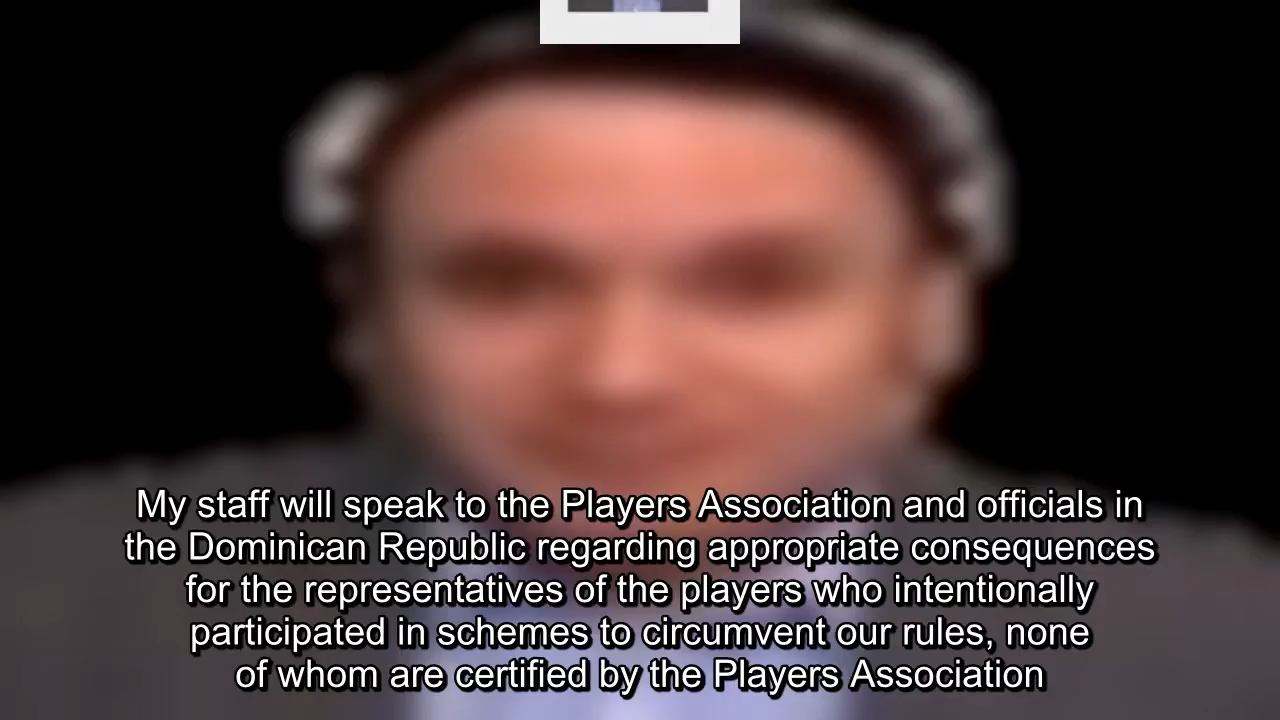 My staff will speak to the Players Association and officials in
the Dominican Republic regarding appropriate consequences
for the representatives of the players who intentionally
participated in schemes to circumvent our rules, none
of whom are certified by the Players Association